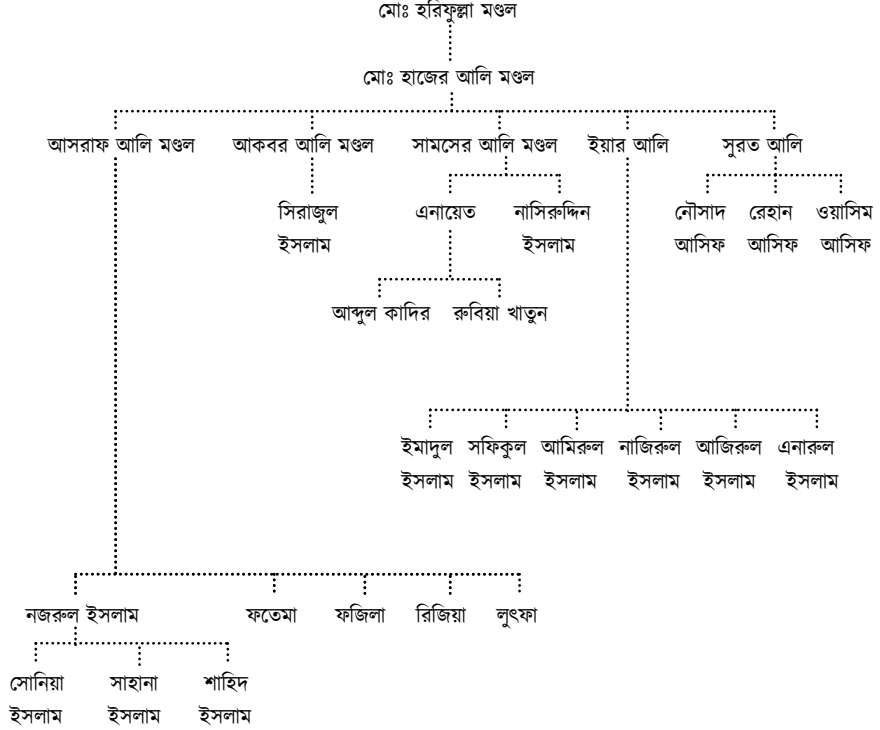 মোঃ হরিফুল্লা মণ্ডল
মোঃ হাজের আলি মণ্ডল
আসরাফ আলি মণ্ডল আকবর আলি মণ্ডল সামসের আলি মণ্ডল ইয়ার আলি সুরত আলি
সিরাজুল এনায়েত নাসিরুদ্দিন নৌসাদ রেহান ওয়াসিম
ইসলাম ইসলাম আসিফ আসিফ আসিফ
আব্দুল কাদির রুবিয়া খাতুন
ইমাদুল সফিকুল আমিরুল নাজিরুল আজিরুল এনারুল
ইসলাম ইসলাম ইসলাম ইসলাম ইসলাম ইসলাম
নজরুল ইসলাম ফতেমা ফজিলা রিজিয়া লুৎফা
সোনিয়া সাহানা শাহিদ
ইসলাম ইসলাম ইসলাম